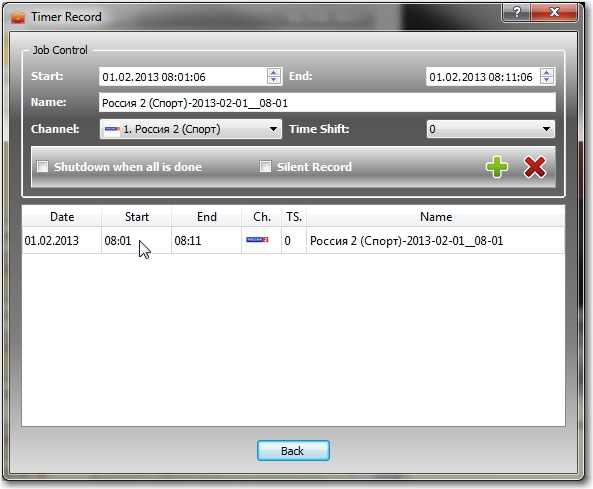 Timer Record
Job Control
Start: 01.02.2013 08:01:06 End: 01.02.2013 08:11:06
Name: Россия 2 (Спорт)-2013-02-01__08-01
Channel: 1. Россия 2 (Спорт) Time Shift: 0
Shutdown when all is done Silent Record
Date Start End Ch. TS. Name
01.02.2013 08:01 08:11 РОССИЯ 2 0 Россия 2 (Спорт)-2013-02-01__08-01
Back